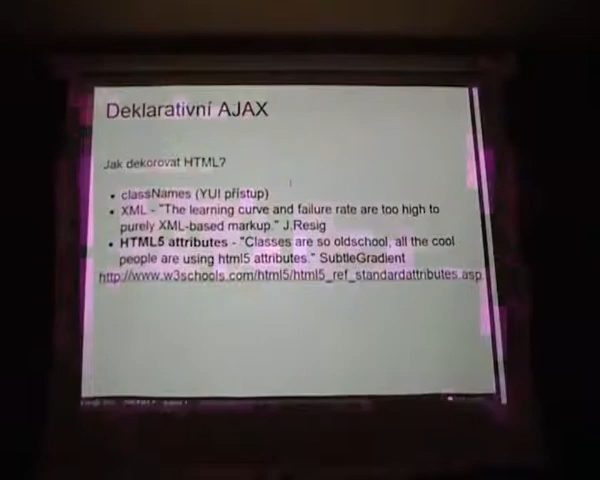 Deklarativní AJAX
Jak dekorovat HTML?
• classNames (YUI přístup)
• XML - "The learning curve and failure rate are too high to
purely XML-based markup." J.Resig
• HTML5 attributes - "Classes are so oldschool, all the cool
people are using html5 attributes." SubtleGradient
http://www.w3schools.com/html5/html5_ref_standardattributes.asp